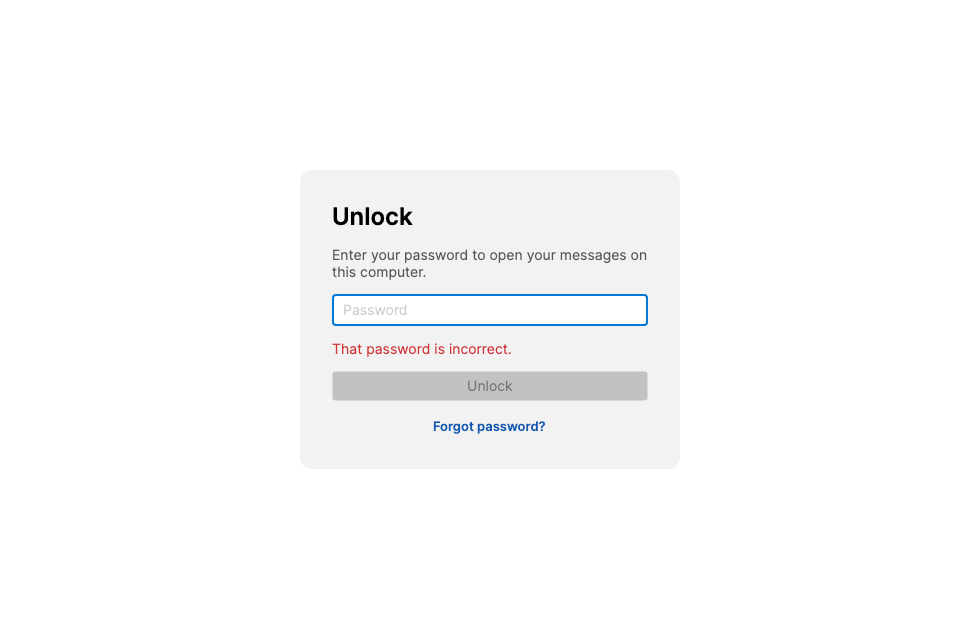 Unlock
Enter your password to open your messages on
this computer.
Password
That password is incorrect.
Unlock
Forgot password?